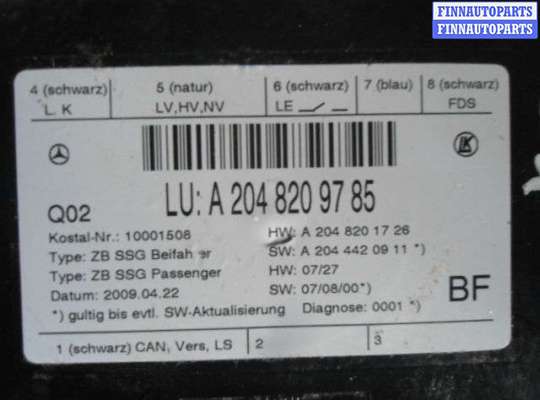 FINNAUTOPARTS
FINNAUTOPARTS
4 (schwarz) 5 (natur) 6 (schwarz) 7 (blau) 8 (schwarz)
L. K LV,HV,NV LE FDS
LU: A 204 820 97 85
Q02
Kostal-Nr.: 10001508 HW: A 204 820 17 26
Type: ZB SSG SW: A 204 442 09 11 *)
Type: ZB SSG Passenger HW: 07/27
Datum: 2009.04.22 SW: 07/08/00*) BF
*) gultig bis evtl. SW-Aktualisierung Diagnose: 0001 *)
1 (schwarz) CAN, Vers, LS 2 3